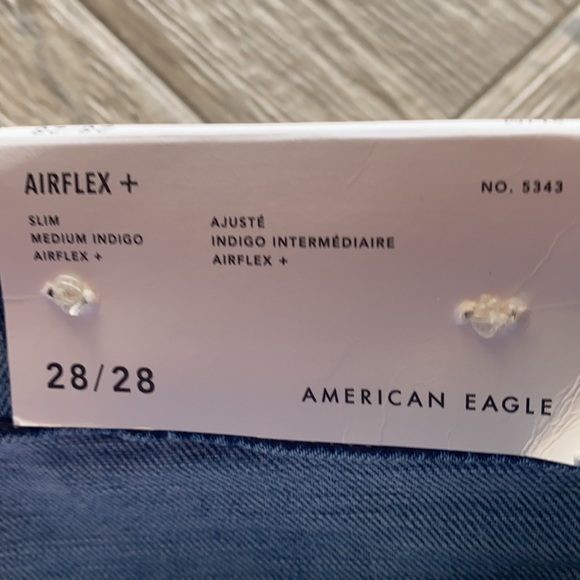 AIRFLEX +
NO. 5343
SLIM
MEDIUM INDIGO
AIRFLEX +
AJUSTÉ
INDIGO INTERMÉDIAIRE
AIRFLEX +
28/28
AMERICAN EAGLE